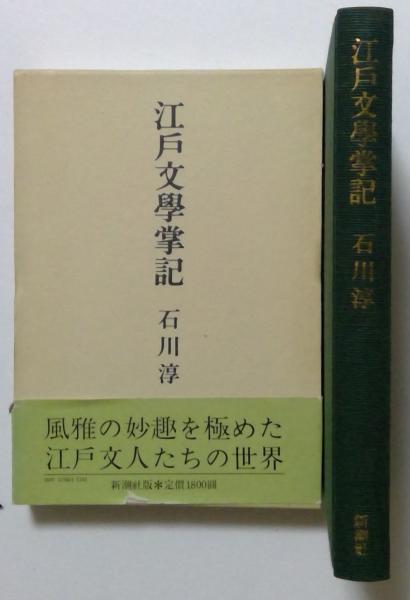 江戸文學掌記
石川淳
風雅の妙趣を極めた
江戸文人たちの世界
新潮社版＊定價1800圓
江戸文學掌記
石川淳
新潮社